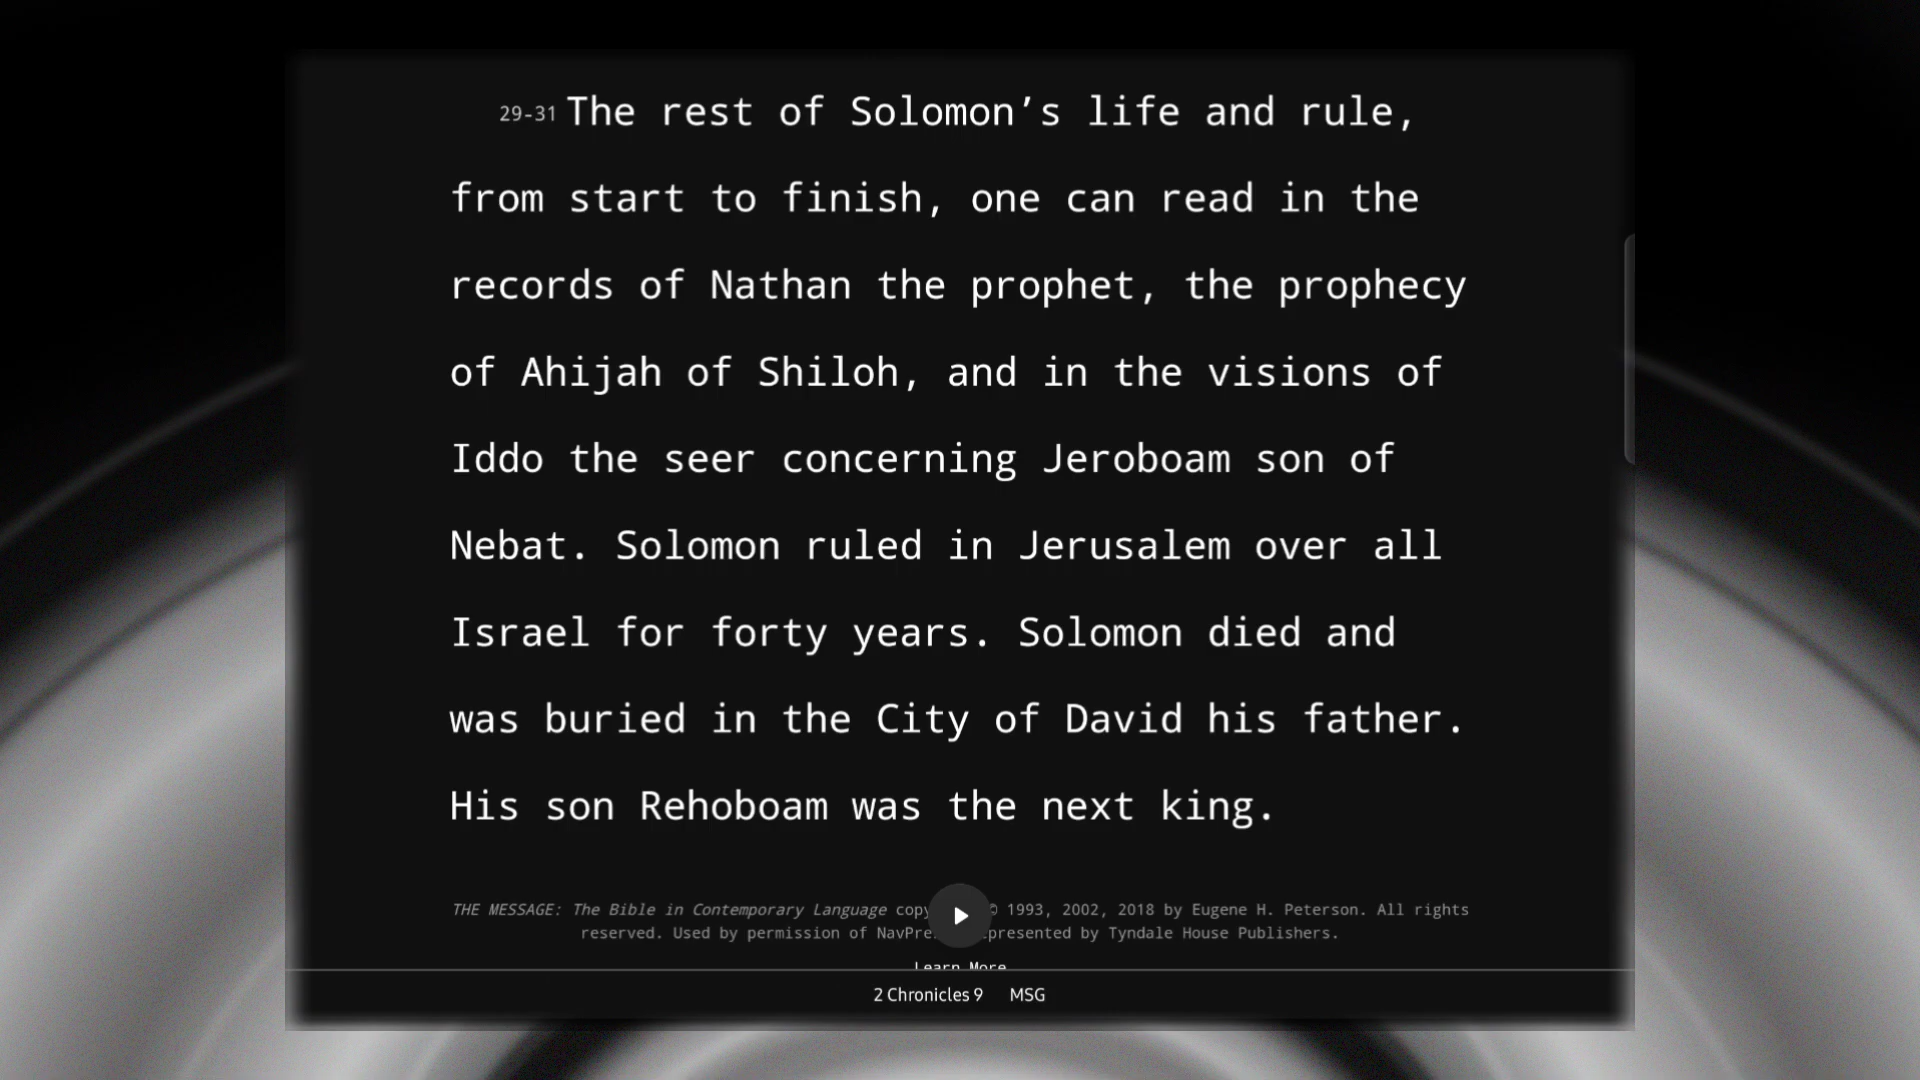 29-31 The rest of Solomon’s life and rule,
from start to finish, one can read in the
records of Nathan the prophet, the prophecy
of Ahijah of Shiloh, and in the visions of
Iddo the seer concerning Jeroboam son of
Nebat. Solomon ruled in Jerusalem over all
Israel for forty years. Solomon died and
was buried in the City of David his father.
His son Rehoboam was the next king.
THE MESSAGE: The Bible in Contemporary Language © 1993, 2002, 2018 by Eugene H. Peterson. All rights
reserved. Used by permission of Tyndale House Publishers.
Learn More
2 Chronicles 9 MSG